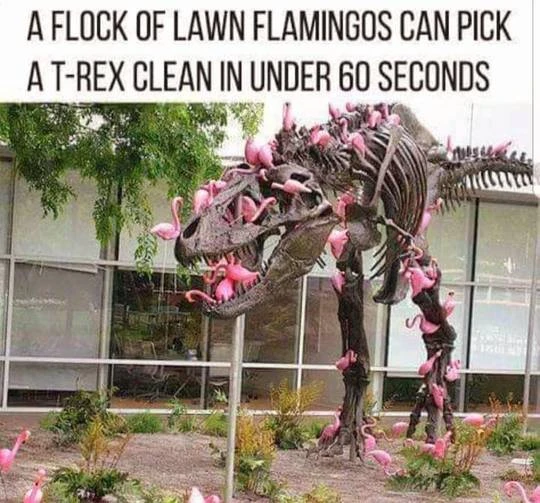 A FLOCK OF LAWN FLAMINGOS CAN PICK
A T-REX CLEAN IN UNDER 60 SECONDS